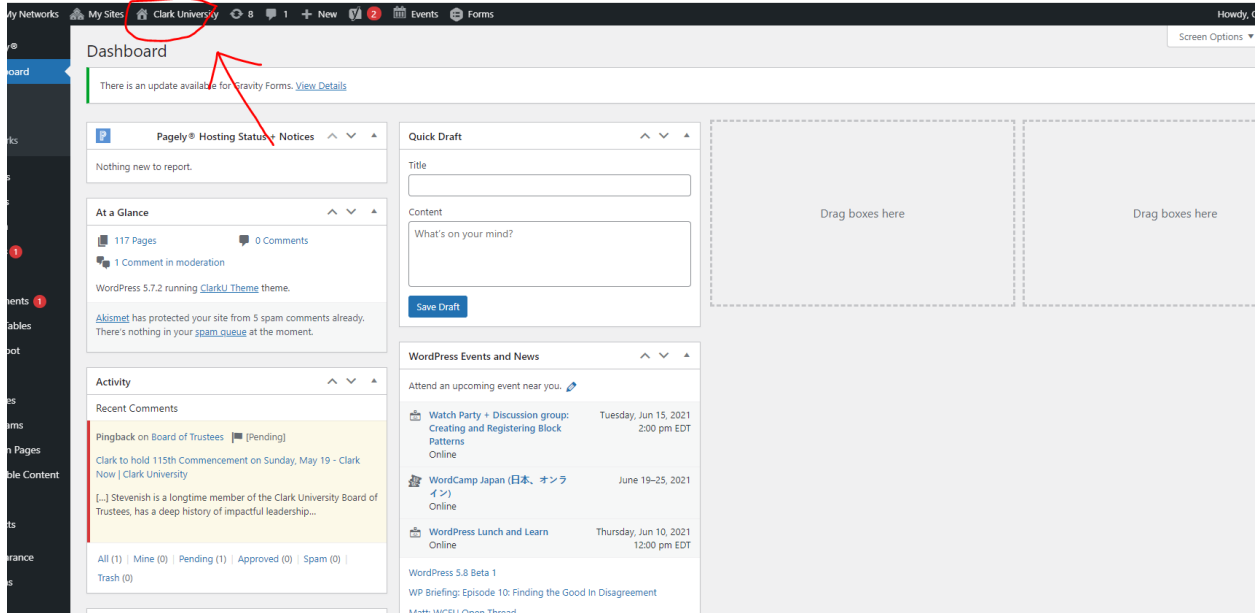 My Networks My Sites Clark University 8 1 + New 2 Events Forms Howdy,
Screen Options ▼
Dashboard
There is an update available for Gravity Forms. View Details
Pagely® Hosting Status + Notices
Nothing new to report.
At a Glance
117 Pages 0 Comments
1 Comment in moderation
WordPress 5.7.2 running ClarkU Theme theme.
Akismet has protected your site from 5 spam comments already.
There's nothing in your spam queue at the moment.
Activity
Recent Comments
Pingback on Board of Trustees [Pending]
Clark to hold 115th Commencement on Sunday, May 19 - Clark
Now | Clark University
[...] Stevenish is a longtime member of the Clark University Board of
Trustees, has a deep history of impactful leadership...
All (1) | Mine (0) | Pending (1) | Approved (0) | Spam (0) |
Trash (0)
Quick Draft
Title
Content
What's on your mind?
Save Draft
WordPress Events and News
Attend an upcoming event near you.
Watch Party + Discussion group: Tuesday, Jun 15, 2021
Creating and Registering Block 2:00 pm EDT
Patterns
Online
WordCamp Japan (日本、オンラ June 19–25, 2021
イン)
Online
WordPress Lunch and Learn Thursday, Jun 10, 2021
Online 12:00 pm EDT
WordPress 5.8 Beta 1
WP Briefing: Episode 10: Finding the Good In Disagreement
Matt: WCEU Open Thread
Drag boxes here
Drag boxes here
1
1
n Pages